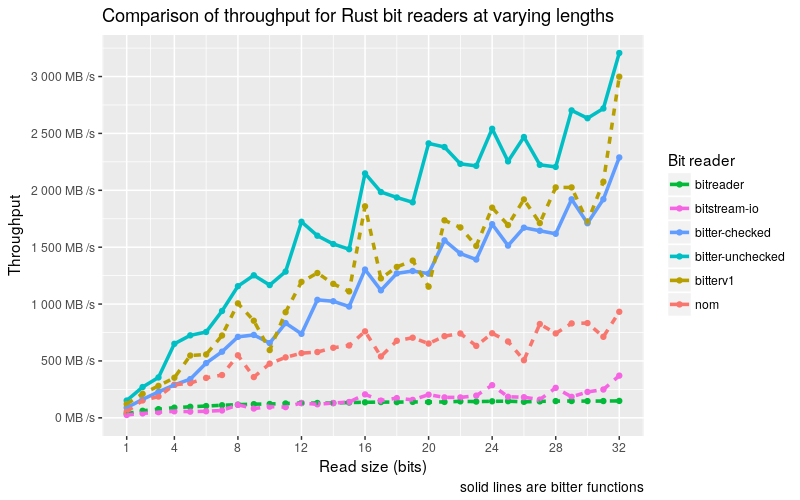 Comparison of throughput for Rust bit readers at varying lengths
Throughput
3 000 MB /s
2 500 MB /s
2 000 MB /s
1 500 MB /s
1 000 MB /s
500 MB /s
0 MB /s
1 4 8 12 16 20 24 28 32
Read size (bits)
Bit reader
bitreader
bitstream-io
bitter-checked
bitter-unchecked
bitterv1
nom
solid lines are bitter functions